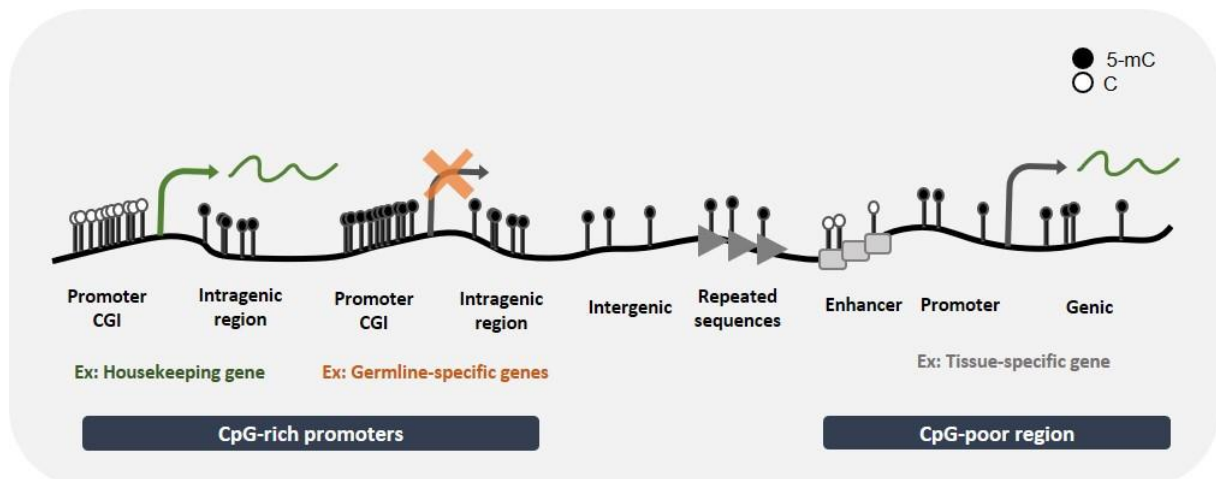 5-mC
C
Promoter
CGI
Intragenic
region
Promoter
CGI
Intragenic
region
Intergenic
Repeated
sequences
Enhancer
Promoter
Genic
Ex: Housekeeping gene
Ex: Germline-specific genes
Ex: Tissue-specific gene
CpG-rich promoters
CpG-poor region